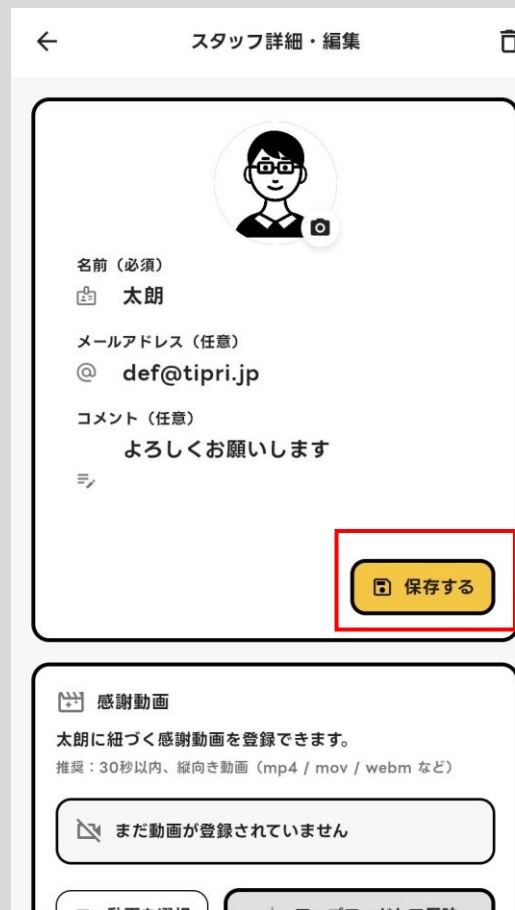 スタッフ詳細・編集
名前（必須）
太朗
メールアドレス（任意）
@ def@tipri.jp
コメント（任意）
よろしくお願いします
保存する
感謝動画
太朗に紐づく感謝動画を登録できます。
推奨：30秒以内、縦向き動画（mp4 / mov / webm など）
まだ動画が登録されていません